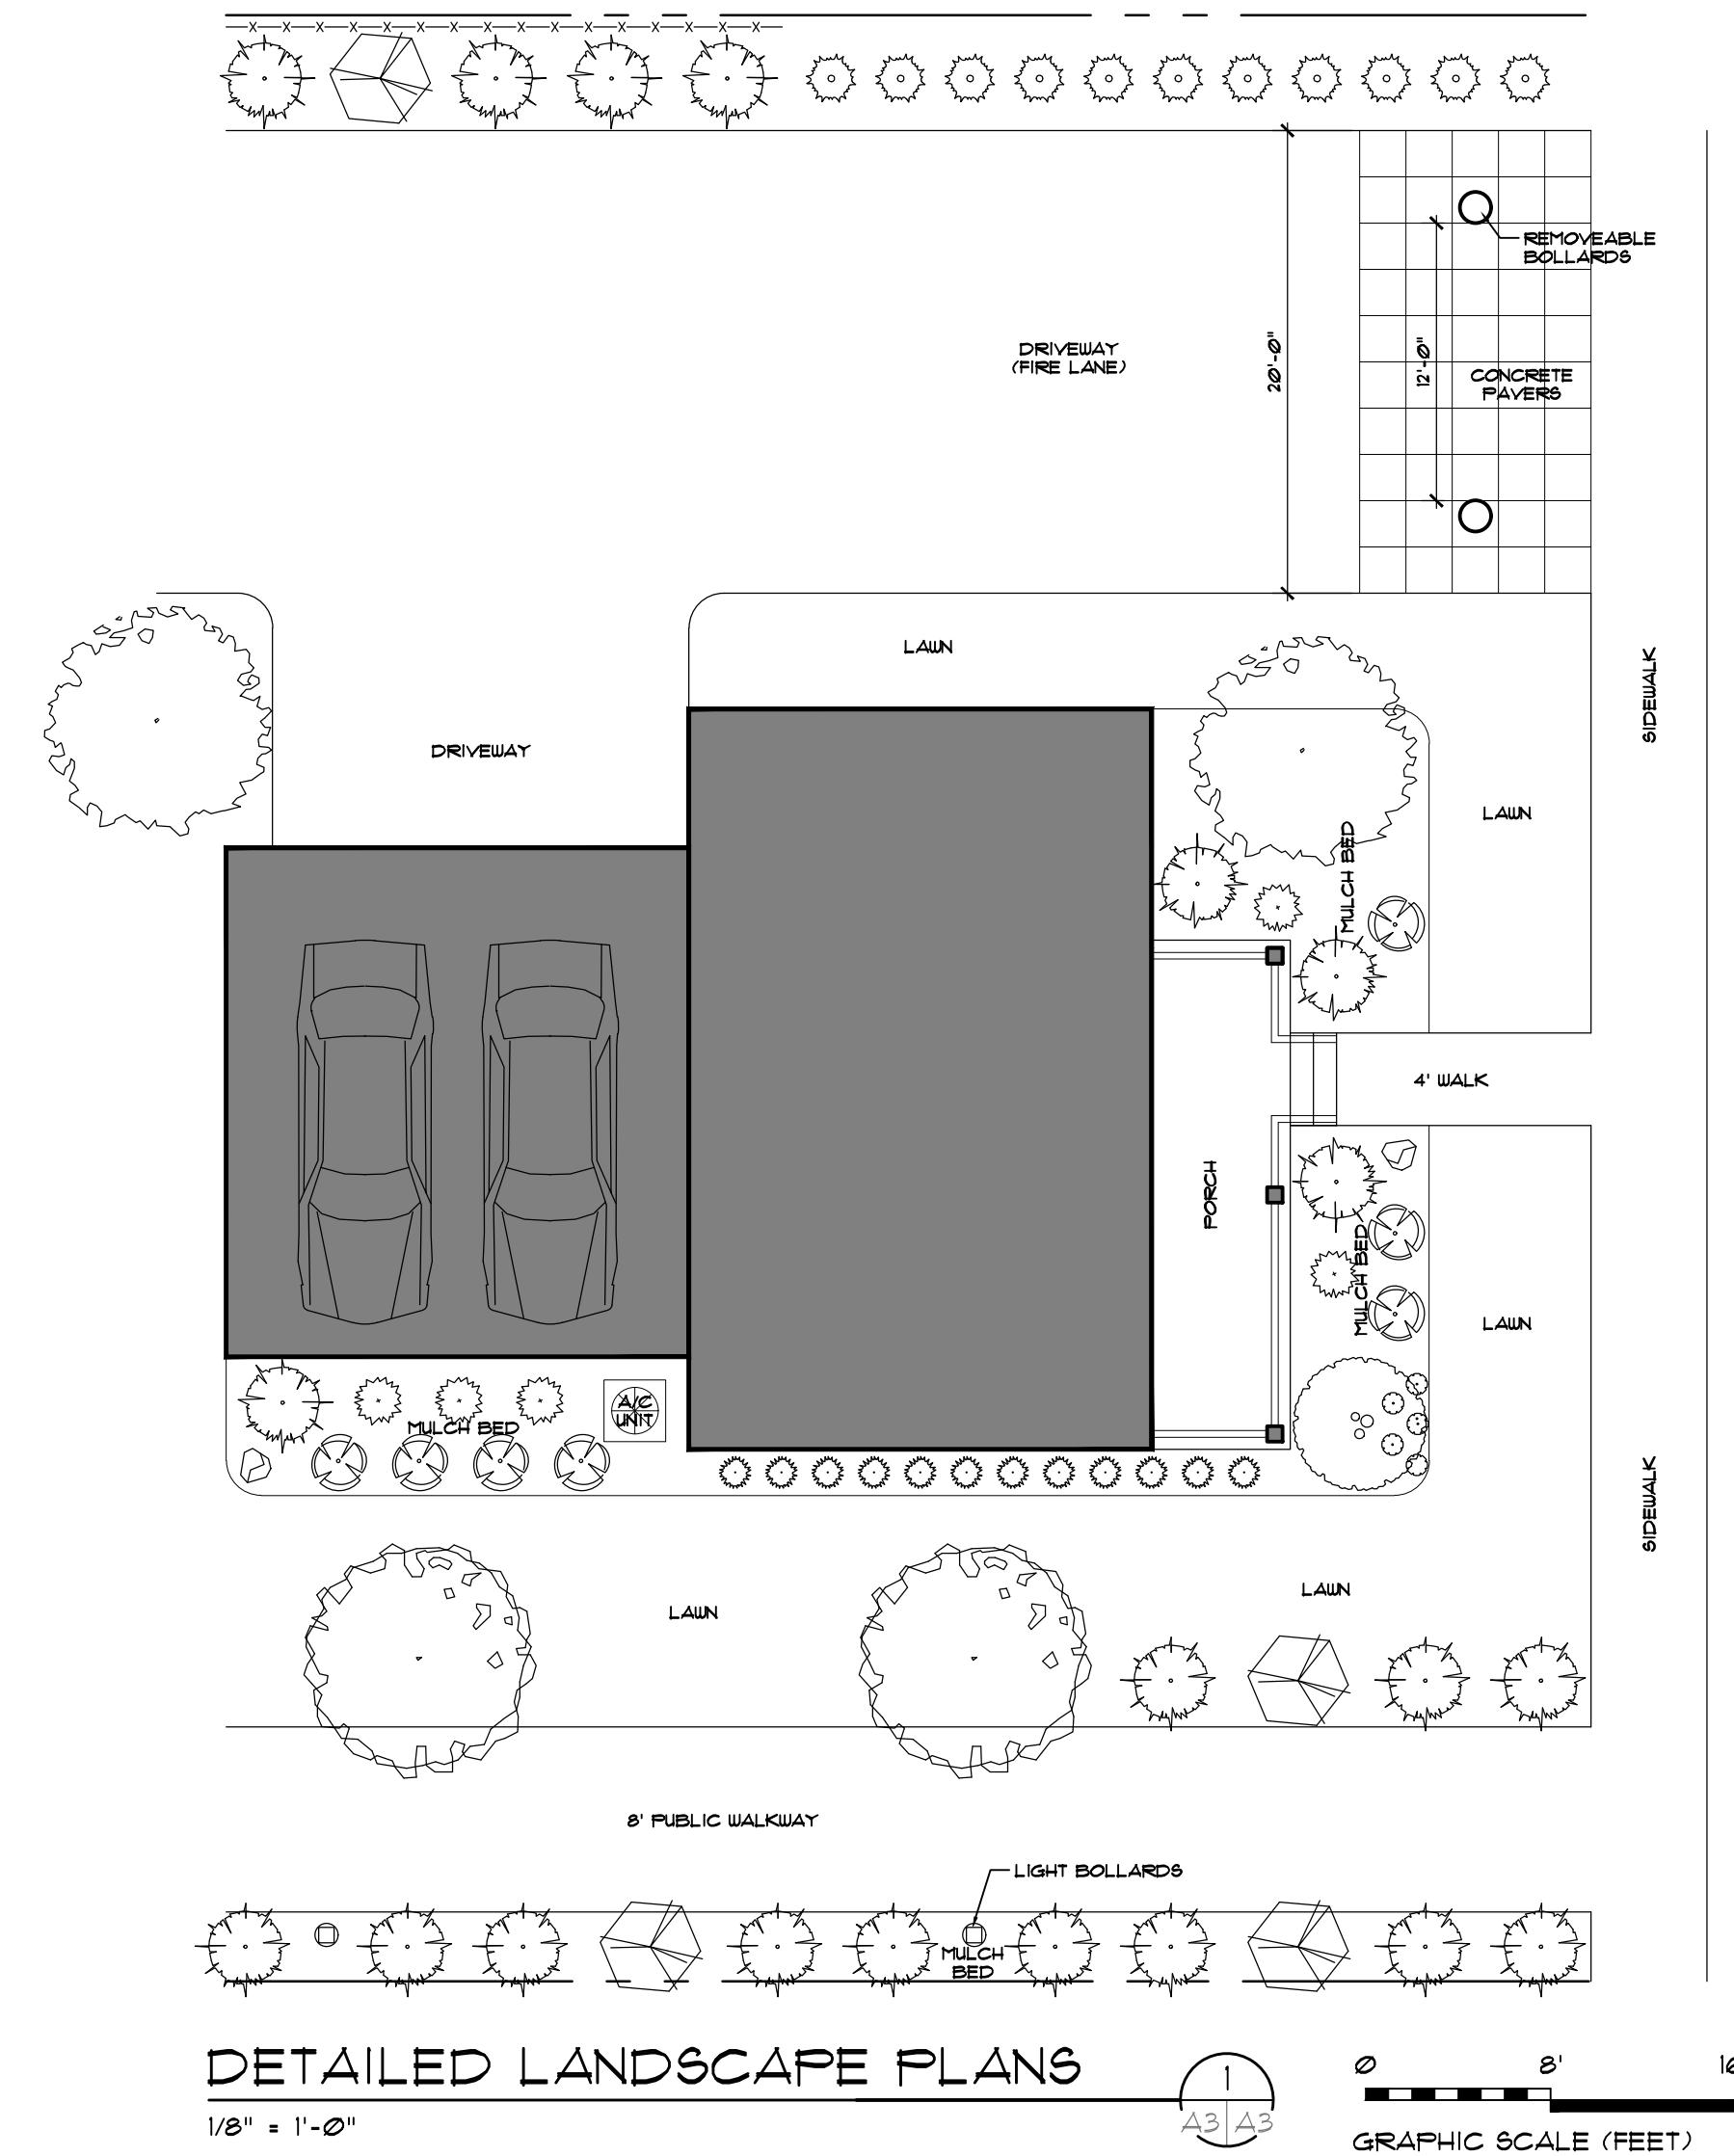 REMOVEABLE
BOLLARDS
DRIVEWAY
(FIRE LANE)
20'-0"
12'-0"
CONCRETE
PAVERS
LAWN
SIDEWALK
DRIVEWAY
LAWN
MULCH BED
4' WALK
PORCH
MULCH BED
LAWN
A/C
UNIT
MULCH BED
SIDEWALK
LAWN
LAWN
8' PUBLIC WALKWAY
LIGHT BOLLARDS
MULCH
BED
DETAILED LANDSCAPE PLANS
1/8" = 1'-0"
1
A3 A3
0 8' 16
GRAPHIC SCALE (FEET)